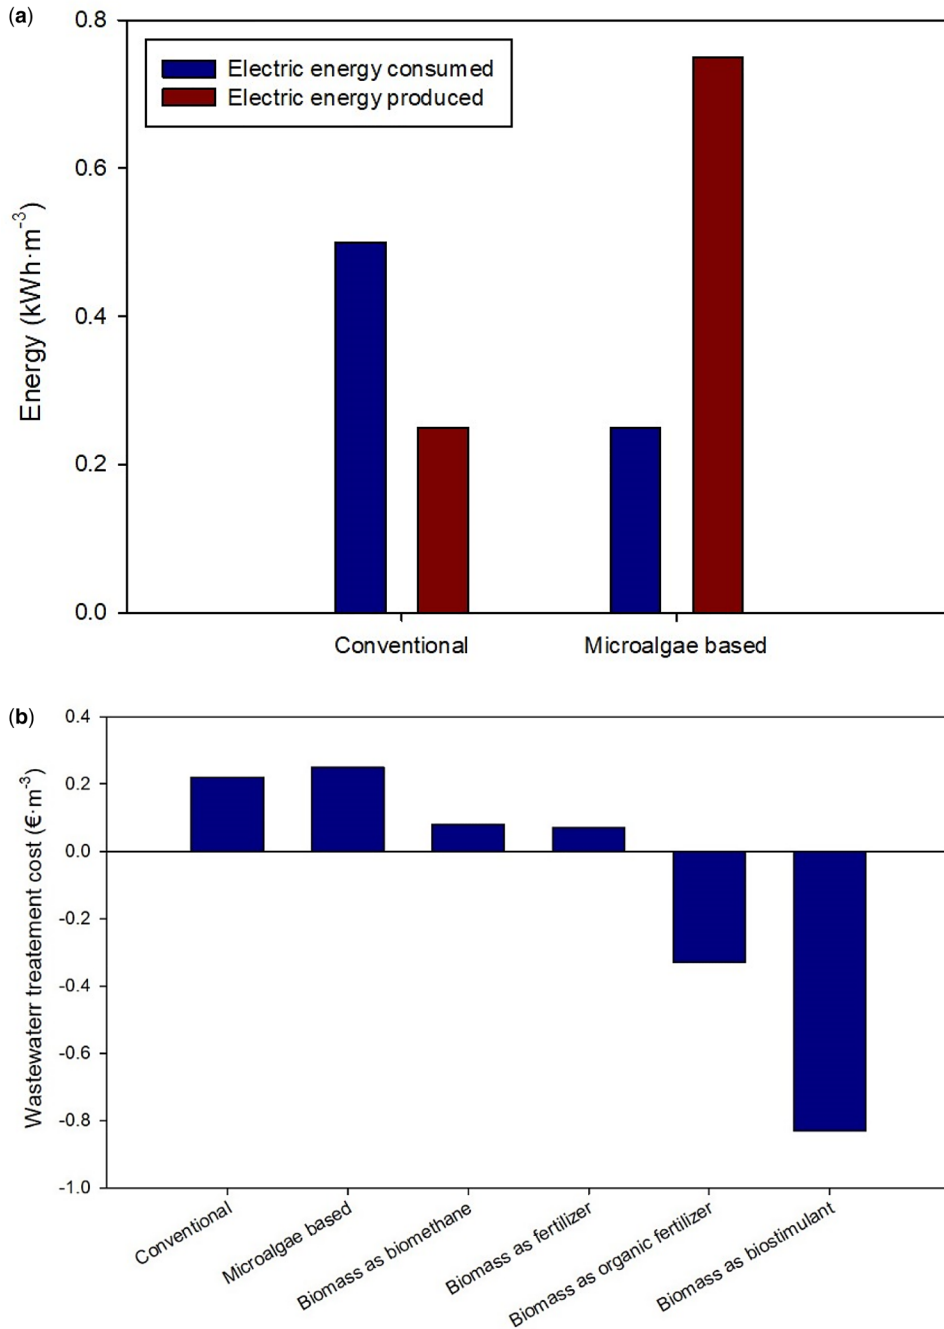 (a)
0.8
Electric energy consumed
Electric energy produced
0.6
0.4
0.2
0.0
Energy (kWh·m-3)
Conventional
Microalgae based
(b)
0.4
0.2
0.0
-0.2
-0.4
-0.6
-0.8
-1.0
Wastewaterr treatement cost (€·m-3)
Conventional
Microalgae based
Biomass as biomethane
Biomass as fertilizer
Biomass as organic fertilizer
Biomass as biostimulant